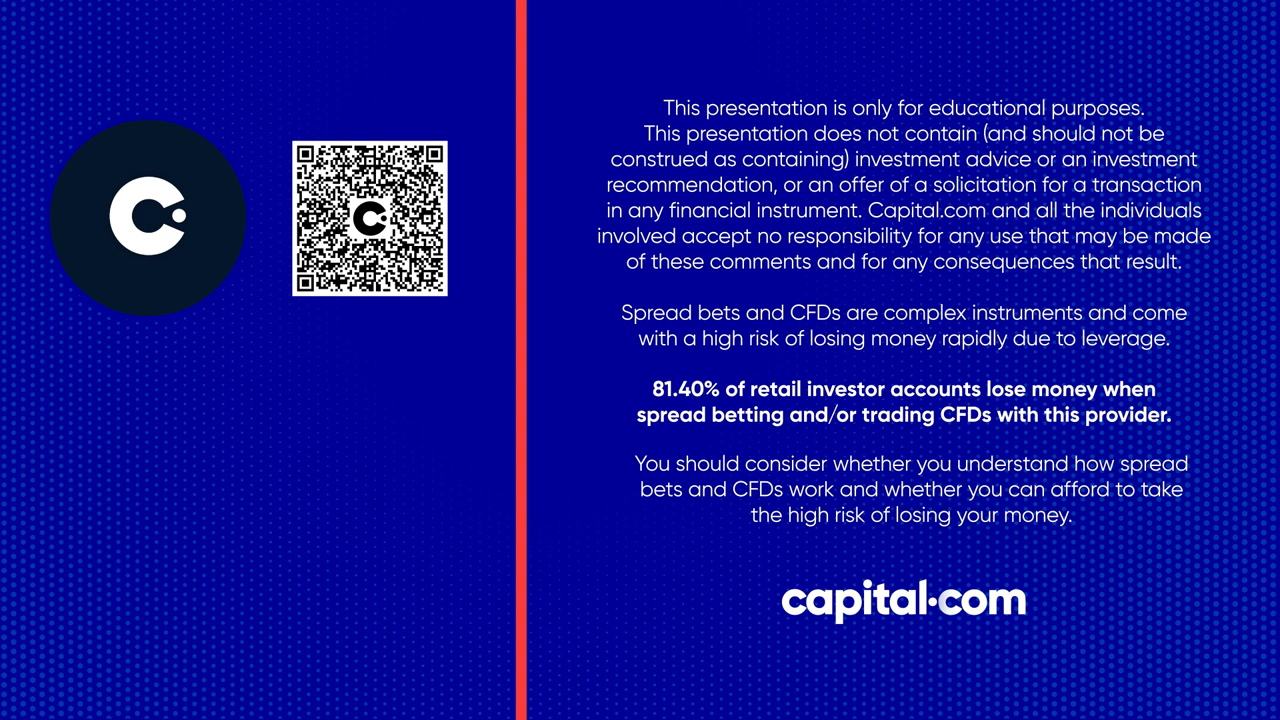 This presentation is only for educational purposes.
This presentation does not contain (and should not be
construed as containing) investment advice or an investment
recommendation, or an offer of a solicitation for a transaction
in any financial instrument. Capital.com and all the individuals
involved accept no responsibility for any use that may be made
of these comments and for any consequences that result.
Spread bets and CFDs are complex instruments and come
with a high risk of losing money rapidly due to leverage.
81.40% of retail investor accounts lose money when
spread betting and/or trading CFDs with this provider.
You should consider whether you understand how spread
bets and CFDs work and whether you can afford to take
the high risk of losing your money.
capital.com